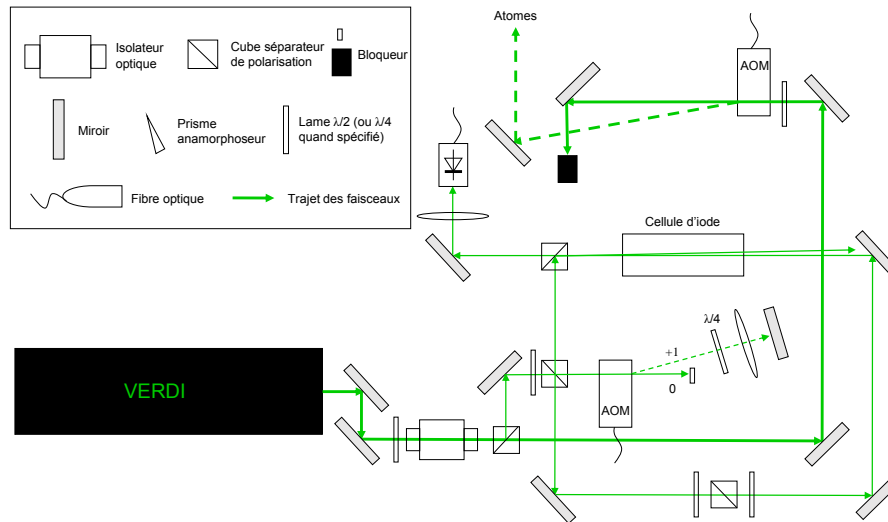 Isolateur
optique
Cube séparateur
de polarisation
Bloqueur
Miroir
Prisme
anamorphoseur
Lame λ/2 (ou λ/4
quand spécifié)
Fibre optique
Trajet des faisceaux
Atomes
AOM
Cellule d'iode
λ/4
+1
0
AOM
VERDI